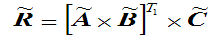 R̃ = [Ã × B̃]^{T₁} × C̃